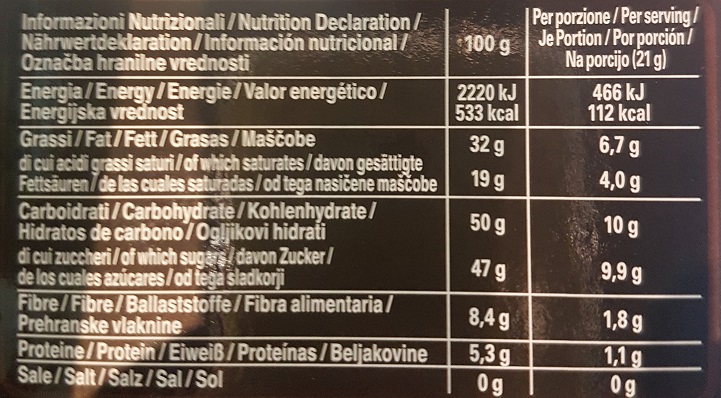 Informazioni Nutrizionali / Nutrition Declaration /
Nährwertdeklaration / Información nutricional /
Označba hranilne vrednosti
100 g
Per porzione / Per serving /
Je Portion / Por porción /
Na porcijo (21 g)
Energia / Energy / Energie / Valor energético /
Energijska vrednost
2220 kJ
533 kcal
466 kJ
112 kcal
Grassi / Fat / Fett / Grasas / Maščobe 32 g 6,7 g
di cui acidi grassi saturi / of which saturates / davon gesättigte
Fettsäuren / de las cuales saturadas / od tega nasičene maščobe 19 g 4,0 g
Carboidrati / Carbohydrate / Kohlenhydrate /
Hidratos de carbono / Ogljikovi hidrati 50 g 10 g
di cui zuccheri / of which sugars / davon Zucker /
de los cuales azúcares / od tega sladkorji 47 g 9,9 g
Fibre / Fibre / Ballaststoffe / Fibra alimentaria /
Prehranske vlaknine 8,4 g 1,8 g
Proteine / Protein / Eiweiß / Proteínas / Beljakovine 5,3 g 1,1 g
Sale / Salt / Salz / Sal / Sol 0 g 0 g